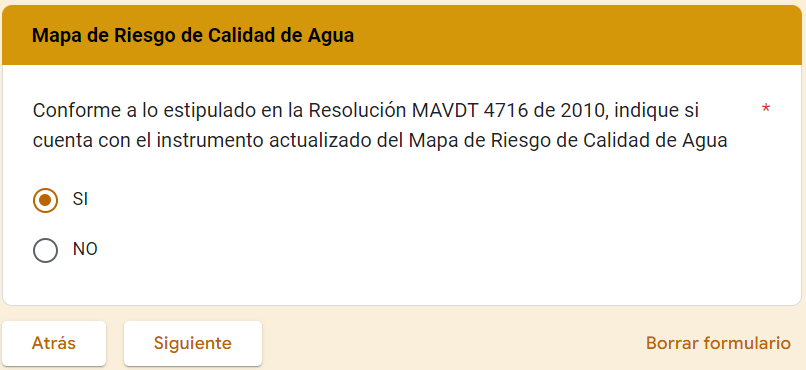 Mapa de Riesgo de Calidad de Agua
Conforme a lo estipulado en la Resolución MAVDT 4716 de 2010, indique si *
cuenta con el instrumento actualizado del Mapa de Riesgo de Calidad de Agua
SI
NO
Atrás Siguiente Borrar formulario